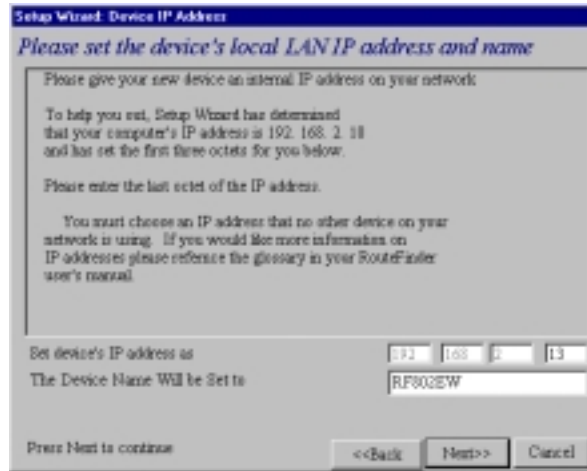 Setup Wizard: Device IP Address
Please set the device's local LAN IP address and name
Please give your new device an internal IP address on your network
To help you out, Setup Wizard has determined
that your computer's IP address is 192. 168. 2. 10
and has set the first three octets for you below.
Please enter the last octet of the IP address.
You must choose an IP address that no other device on your
network is using. If you would like more information on
IP addresses please refernce the glossary in your RouteFinder
user's manual.
Set device's IP address as 192 168 2 13
The Device Name Will be Set to RF802EW
Press Next to continue <<Back Next>> Cancel